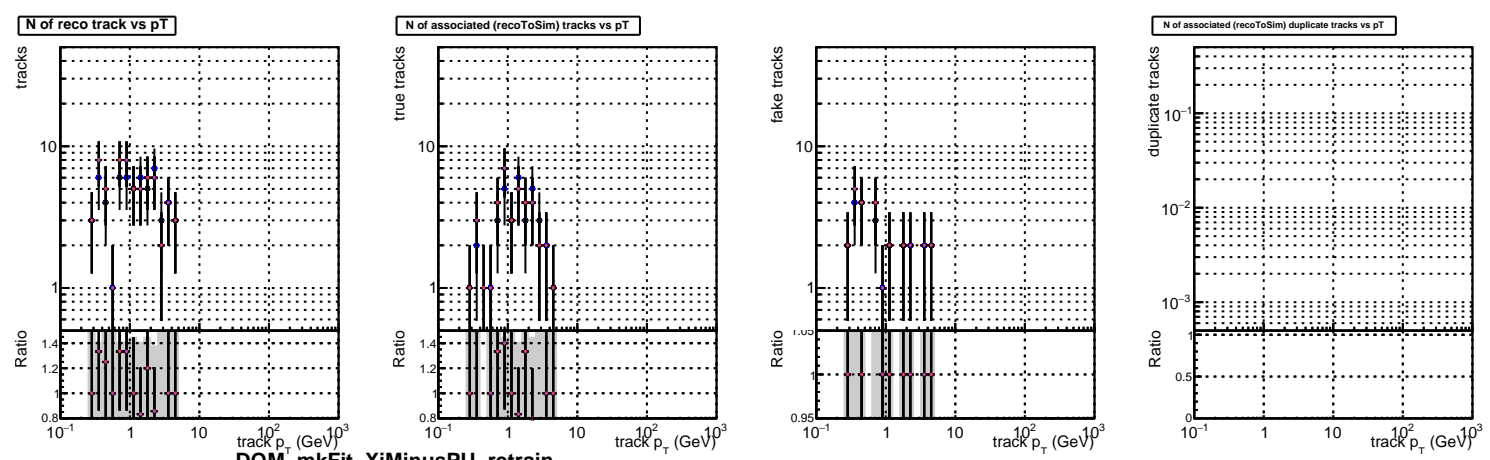 N of reco track vs pT
tracks
10
1
Ratio
1.4
1.2
1
0.8
10⁻¹ 1 10 10² 10³
track p_T (GeV)
N of associated (recoToSim) tracks vs pT
true tracks
10
1
Ratio
1.4
1.2
1
0.8
10⁻¹ 1 10 10² 10³
track p_T (GeV)
fake tracks
10
1
Ratio
1.05
1
0.95
10⁻¹ 1 10 10² 10³
track p_T (GeV)
N of associated (recoToSim) duplicate tracks vs pT
duplicate tracks
10⁻¹
10⁻²
10⁻³
Ratio
1
0.5
0
10⁻¹ 1 10 10² 10³
track p_T (GeV)
DQM_mkFit_XiMinusPU_retrain